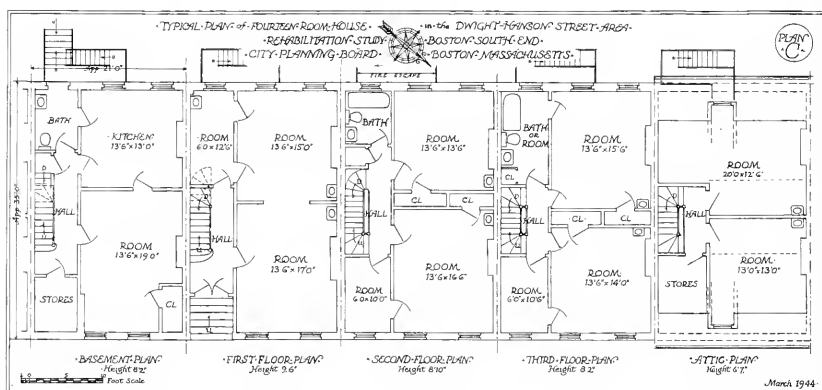 ·TYPICAL·PLAN·of·FOURTEEN·ROOM·HOUSE· ·in·the·DWIGHT·HANSON·STREET·AREA·
·REHABILITATION·STUDY· ·BOSTON·SOUTH·END·
·CITY·PLANNING·BOARD· ·BOSTON·MASSACHUSETTS·
PLAN
"C"
App 21'0"
App 35'0"
BATH
KITCHEN
13'6"x13'0"
D
HALL
U
ROOM
13'6"x19'0"
STORES
CL
·BASEMENT·PLAN·
Height 8'2"
ROOM
6'0"x12'6"
ROOM
13'6"x15'0"
D
HALL
U
ROOM
13'6"x17'0"
·FIRST·FLOOR·PLAN·
Height 9'6"
FIRE ESCAPE
BATH
ROOM
13'6"x13'6"
D
CL
CL
HALL
U
ROOM
6'0"x10'0"
ROOM
13'6"x16'6"
·SECOND·FLOOR·PLAN·
Height 8'10"
BATH
OR
ROOM
ROOM
13'6"x15'6"
CL
D
CL
CL
HALL
U
ROOM
6'0"x10'6"
ROOM
13'6"x14'0"
·THIRD·FLOOR·PLAN·
Height 8'2"
ROOM
20'0"x12'6"
D
HALL
ROOM
13'0"x13'0"
STORES
·ATTIC·PLAN·
Height 6'7"
0 5 10
Foot Scale
March 1944·